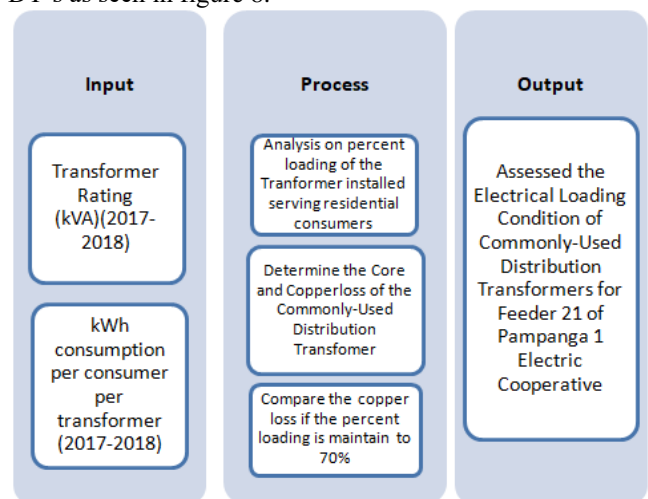 DT's as seen in figure 8.
Input
Transformer
Rating
(kVA)(2017-
2018)
kWh
consumption
per consumer
per
transformer
(2017-2018)
Process
Analysis on percent
loading of the
Tranformer installed
serving residential
consumers
Determine the Core
and Copperloss of the
Commonly-Used
Distribution
Transfomer
Compare the copper
loss if the percent
loading is maintain to
70%
Output
Assessed the
Electrical Loading
Condition of
Commonly-Used
Distribution
Transformers for
Feeder 21 of
Pampanga 1
Electric
Cooperative